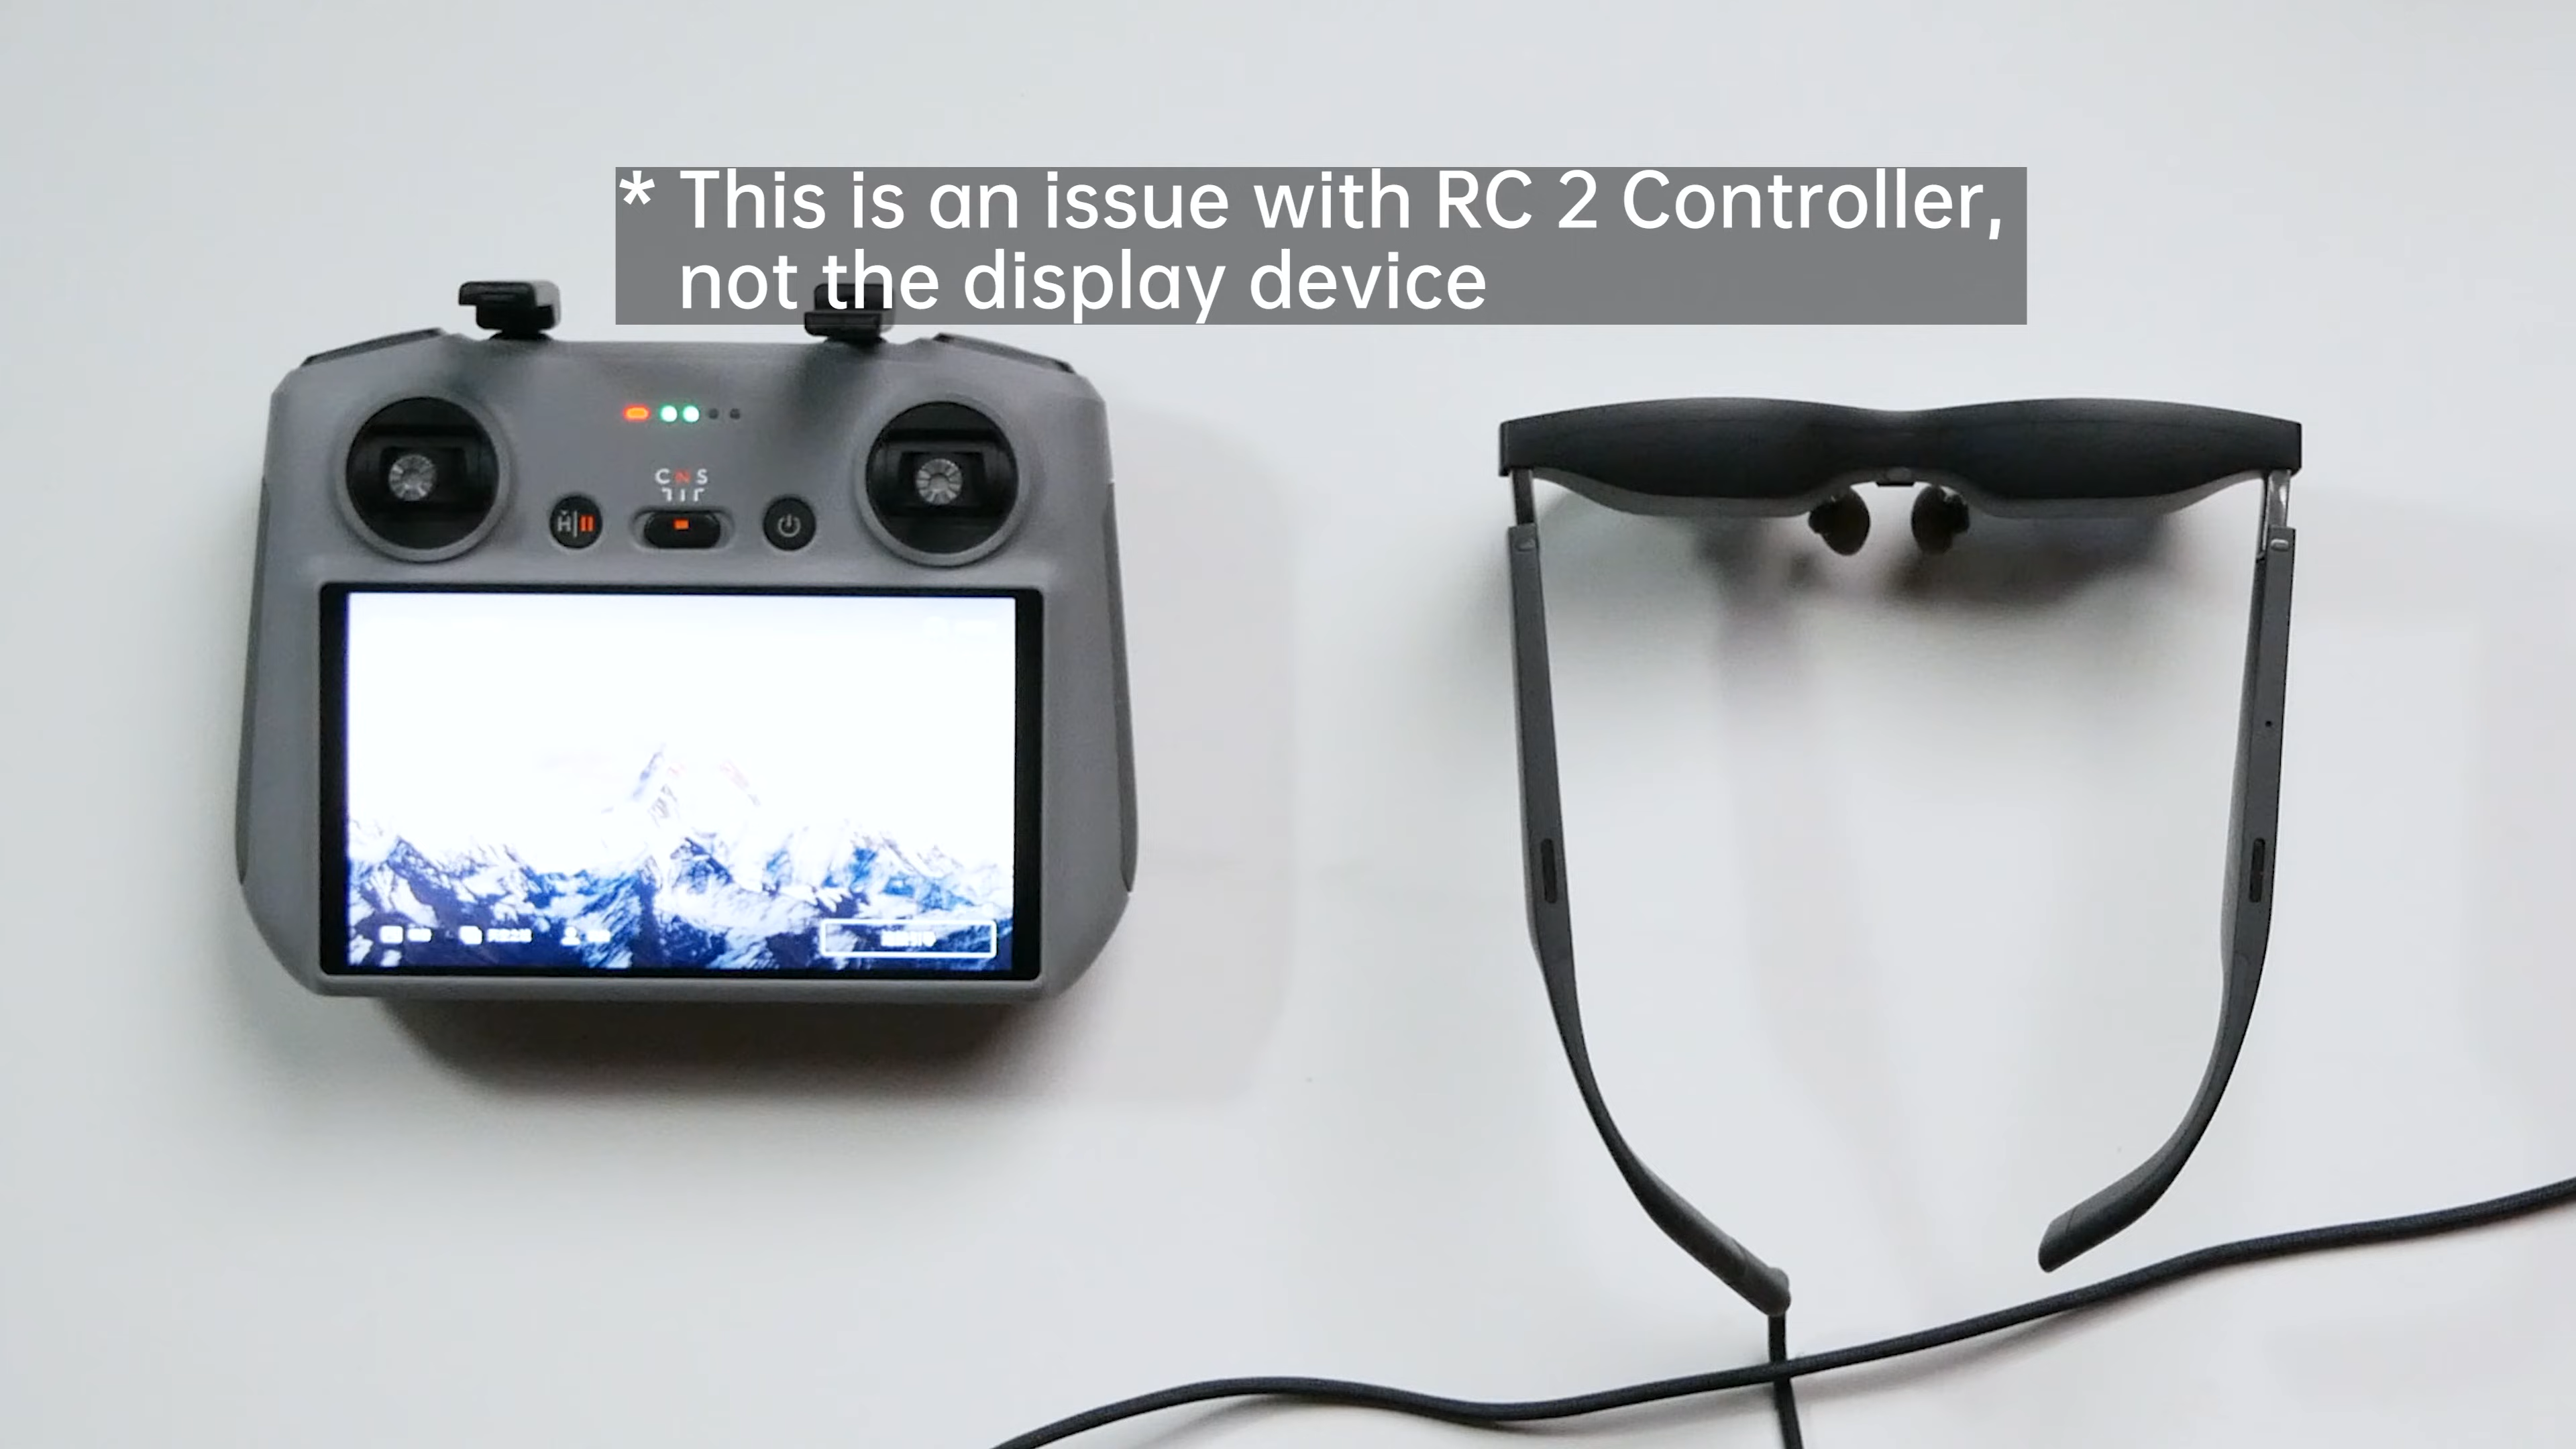 * This is an issue with RC 2 Controller,
not the display device
C N S
H